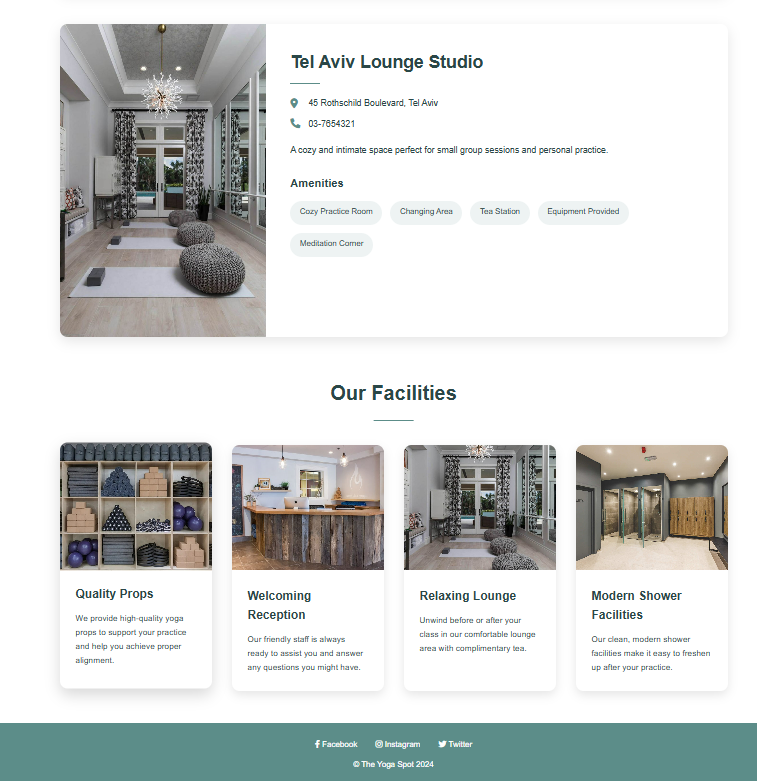 Tel Aviv Lounge Studio
45 Rothschild Boulevard, Tel Aviv
03-7654321
A cozy and intimate space perfect for small group sessions and personal practice.
Amenities
Cozy Practice Room
Changing Area
Tea Station
Equipment Provided
Meditation Corner
Our Facilities
Quality Props
We provide high-quality yoga
props to support your practice
and help you achieve proper
alignment.
Welcoming
Reception
Our friendly staff is always
ready to assist you and answer
any questions you might have.
Relaxing Lounge
Unwind before or after your
class in our comfortable lounge
area with complimentary tea.
Modern Shower
Facilities
Our clean, modern shower
facilities make it easy to freshen
up after your practice.
Facebook Instagram Twitter
© The Yoga Spot 2024